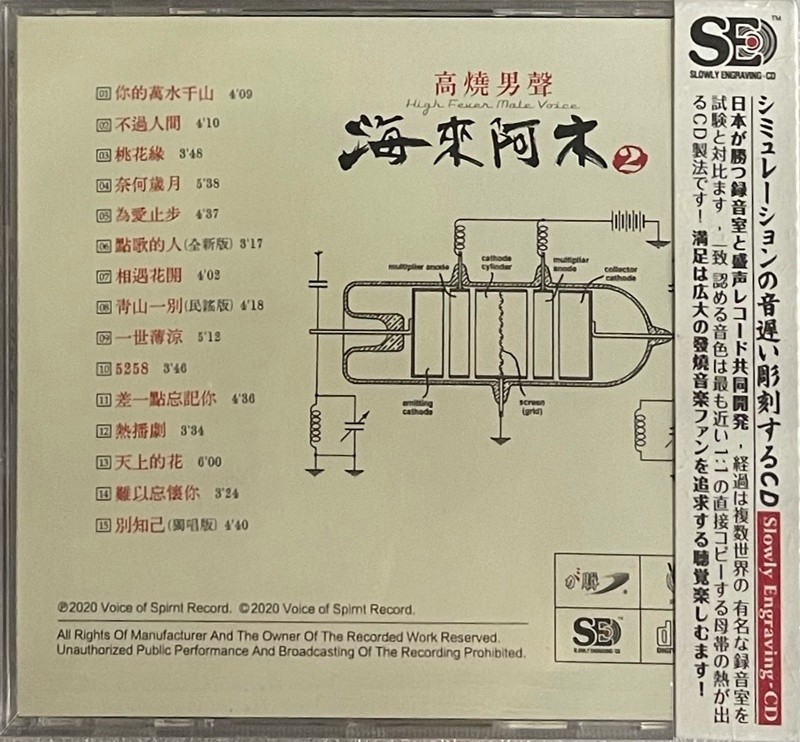 01 你的萬水千山 4'09
02 不過人間 4'10
03 桃花緣 3'48
04 奈何歲月 5'38
05 為愛止步 4'37
06 點歌的人(全新版) 3'17
07 相遇花開 4'02
08 青山一別(民謠版) 4'18
09 一世薄涼 5'12
10 5258 3'46
11 差一點忘記你 4'36
12 熱播劇 3'34
13 天上的花 6'00
14 難以忘懷你 3'24
15 別知己(獨唱版) 4'40
高燒男聲
High Fever Male Voice
海來阿木 2
multiplier anode
cathode cylinder
multiplier anode
collector cathode
emitting cathode
screen (grid)
℗2020 Voice of Spirnt Record. ©2020 Voice of Spirnt Record.
All Rights Of Manufacturer And The Owner Of The Recorded Work Reserved.
Unauthorized Public Performance And Broadcasting Of The Recording Prohibited.
SE
SLOWLY ENGRAVING-CD
SE™
SLOWLY ENGRAVING-CD
シミュレーションの音遅い彫刻するCD Slowly Engraving-CD
日本が勝つ録音室と盛声レコード共同開発,経過は複数世界の有名な録音室を
試験と対比ます,一致 認める音色は最も近い 1:1 の直接コピーする母帯の熱が出
るCD製法です! 満足は広大の發燒音楽ファンを追求する聴覚楽しむます!